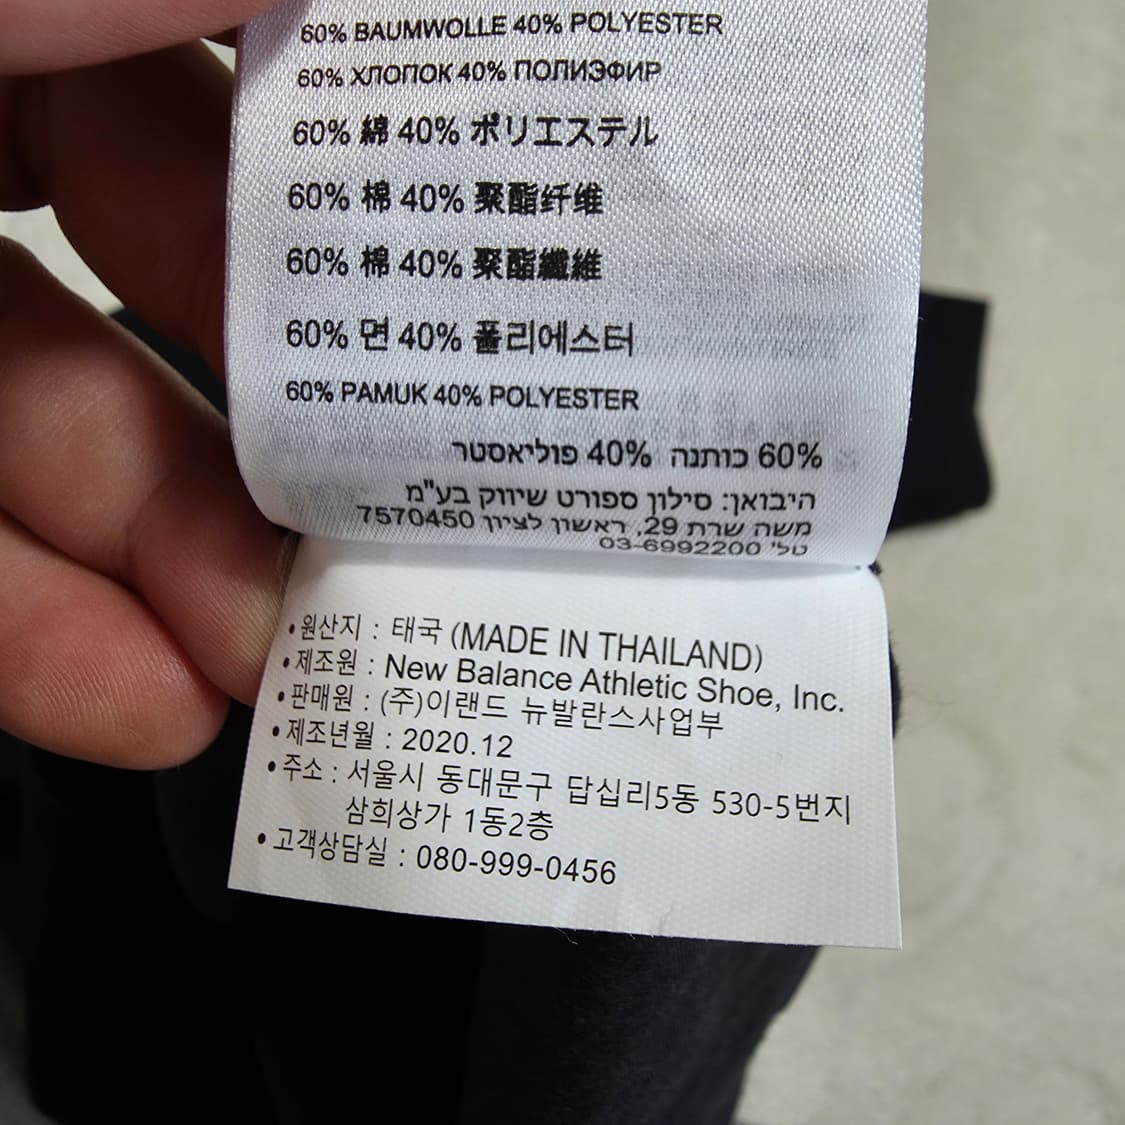 60% BAUMWOLLE 40% POLYESTER
60% ХЛОПОК 40% ПОЛИЭФИР
60% 綿 40% ポリエステル
60% 棉 40% 聚酯纤维
60% 棉 40% 聚酯纖維
60% 면 40% 폴리에스터
60% PAMUK 40% POLYESTER
60% כותנה 40% פוליאסטר
היבואן: סילון ספורט שיווק בע"מ
משה שרת 29, ראשון לציון 7570450
טל' 03-6992200
• 원산지 : 태국 (MADE IN THAILAND)
• 제조원 : New Balance Athletic Shoe, Inc.
• 판매원 : (주)이랜드 뉴발란스사업부
• 제조년월 : 2020.12
• 주소 : 서울시 동대문구 답십리5동 530-5번지
삼희상가 1동2층
• 고객상담실 : 080-999-0456